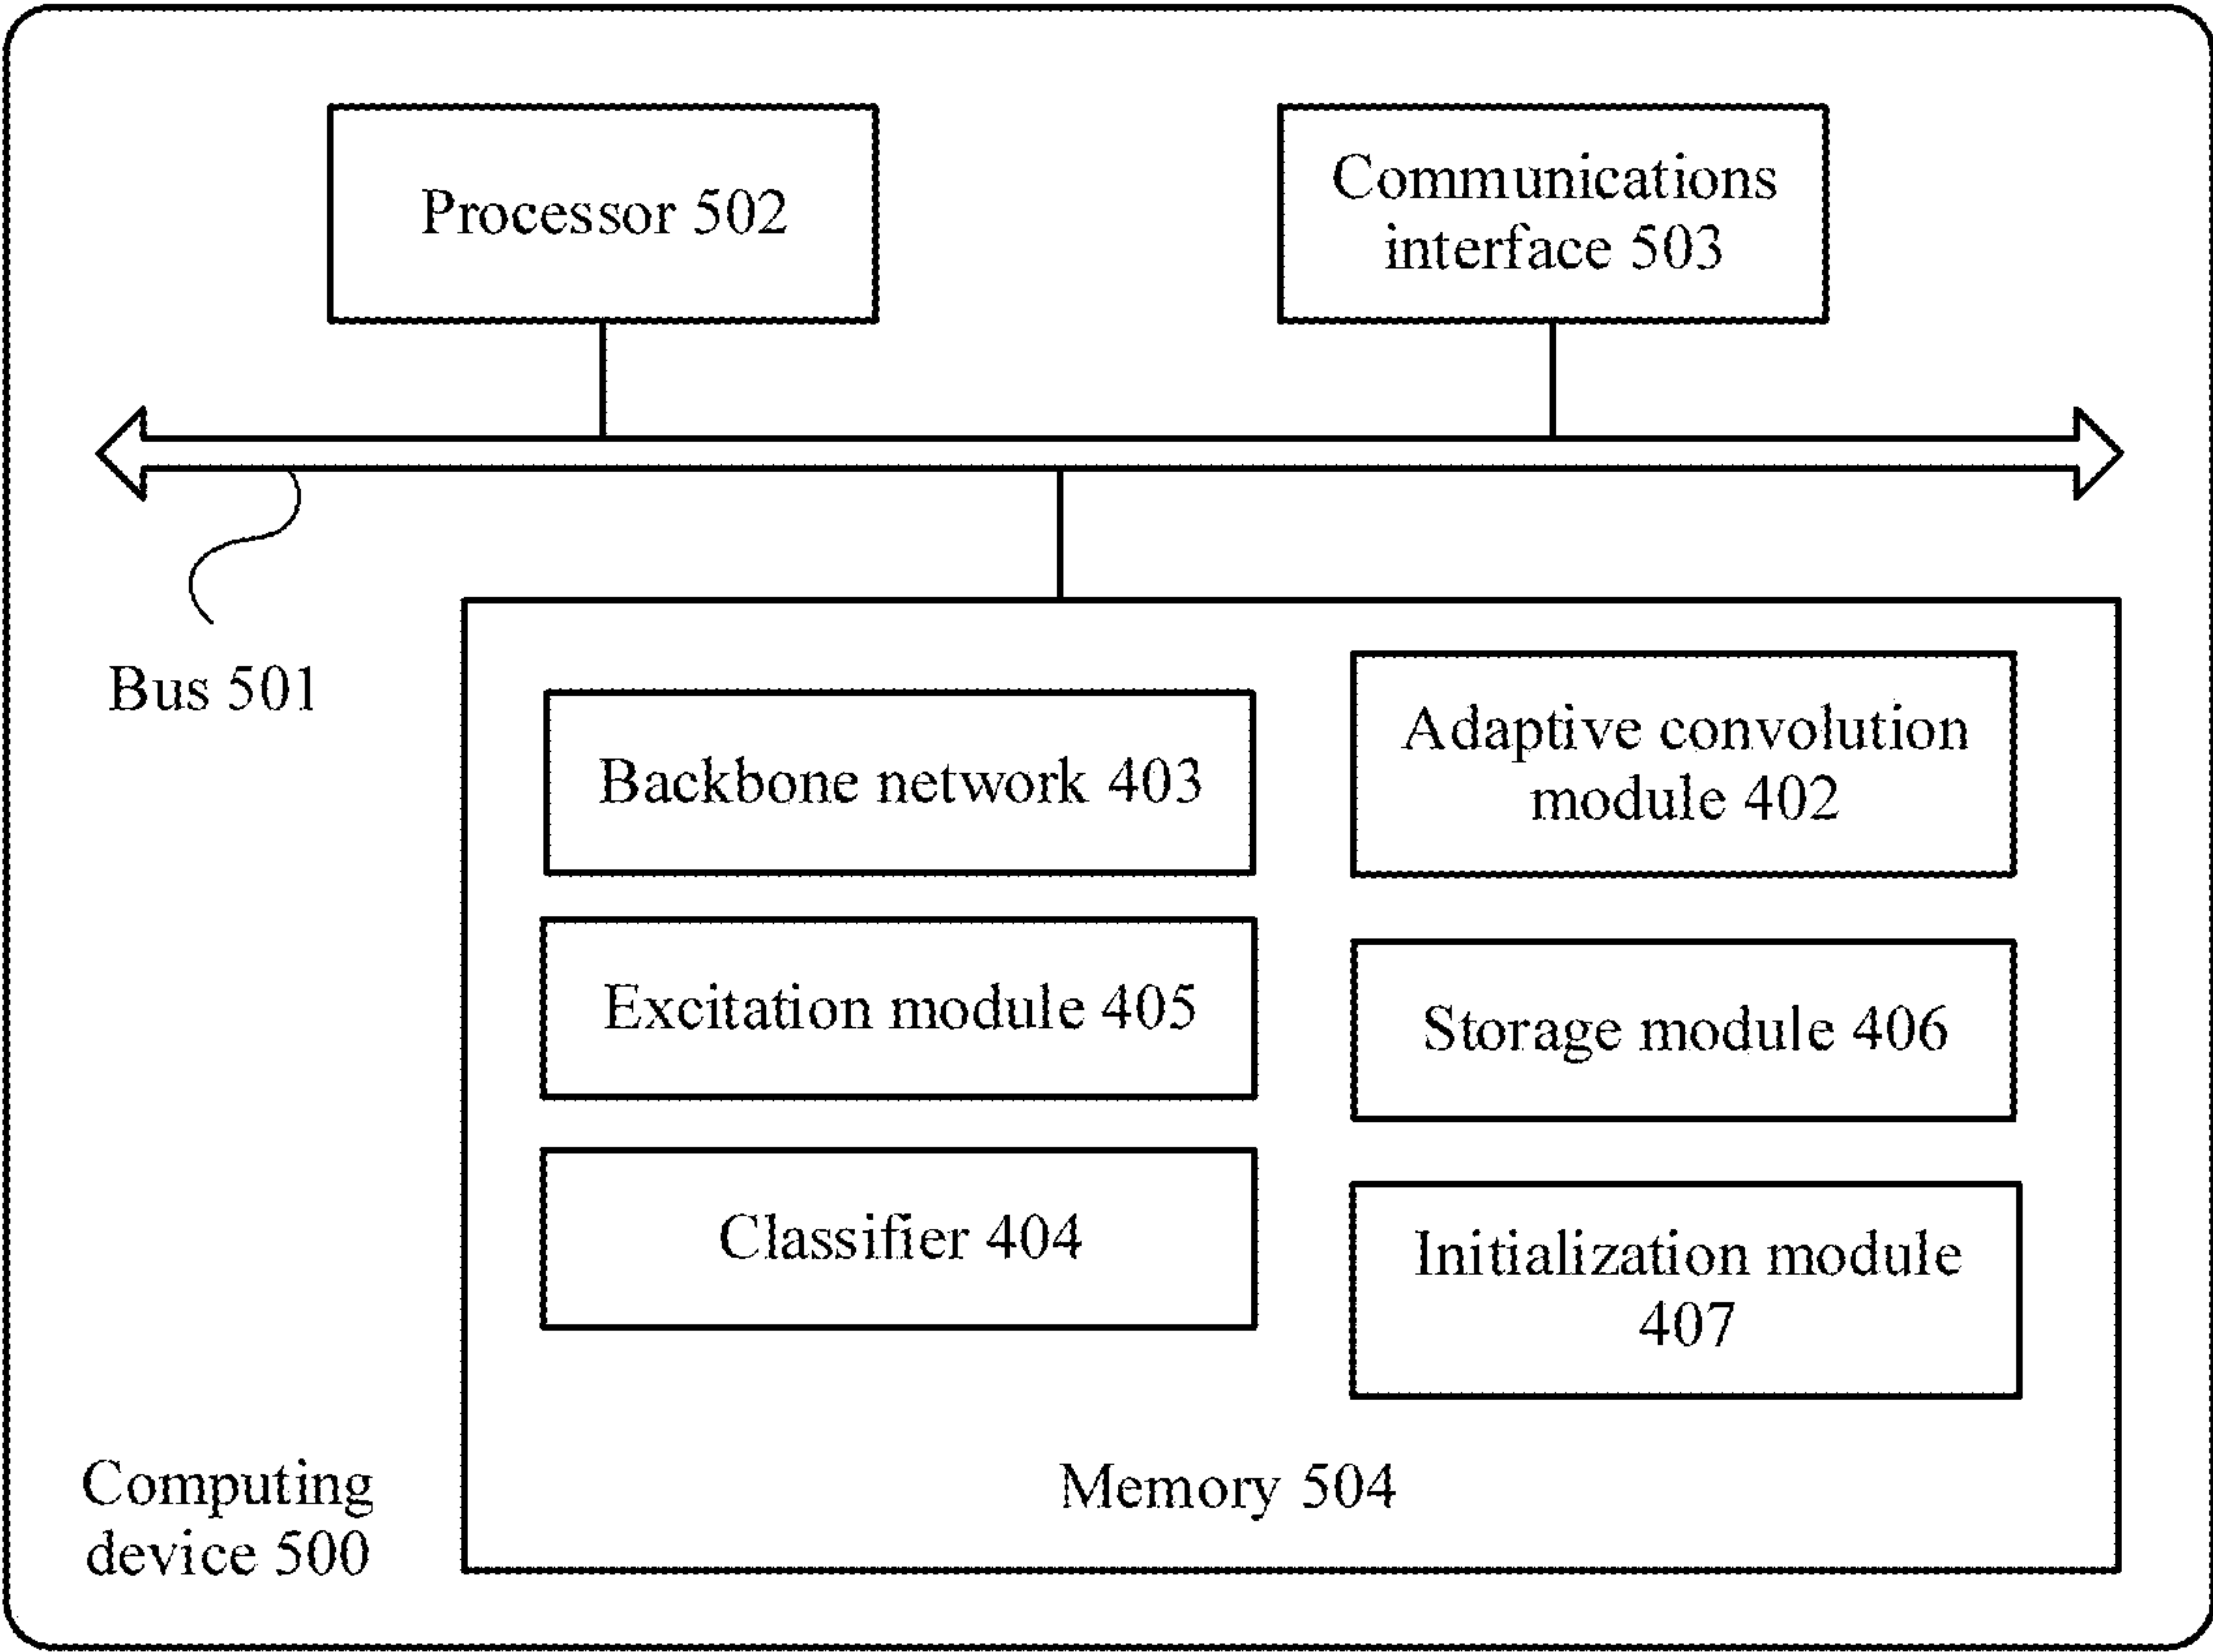 Processor 502
Communications
interface 503
Bus 501
Backbone network 403
Adaptive convolution
module 402
Excitation module 405
Storage module 406
Classifier 404
Initialization module
407
Computing
device 500
Memory 504